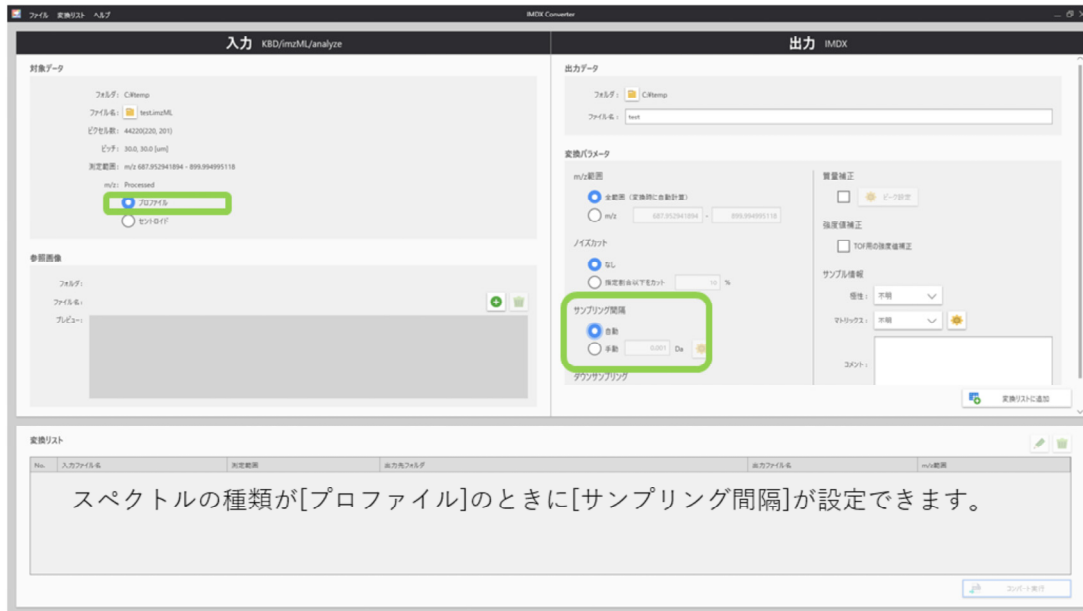 ファイル 変換リスト ヘルプ
IMDX Converter
入力 KBD/imzML/analyze
対象データ
フォルダ: C:¥temp
ファイル名: test.imzML
ピクセル数: 44220(220, 201)
ピッチ: 30.0, 30.0 [um]
測定範囲: m/z 687.952941894 - 899.994995118
m/z: Processed
プロファイル
セントロイド
参照画像
フォルダ:
ファイル名:
プレビュー:
出力 IMDX
出力データ
フォルダ: C:¥temp
ファイル名: test
変換パラメータ
m/z範囲
全範囲 (変換時に自動計算)
m/z 687.952941894 - 899.994995118
ノイズカット
なし
指定割合以下をカット 10 %
サンプリング間隔
自動
手動 0.001 Da
ダウンサンプリング
質量補正
ピーク設定
強度値補正
TOF用の強度値補正
サンプル情報
極性: 不明
マトリックス: 不明
コメント:
変換リストに追加
変換リスト
No. 入力ファイル名 測定範囲 出力先フォルダ 出力ファイル名 m/z範囲
スペクトルの種類が[プロファイル]のときに[サンプリング間隔]が設定できます。
コンバート実行